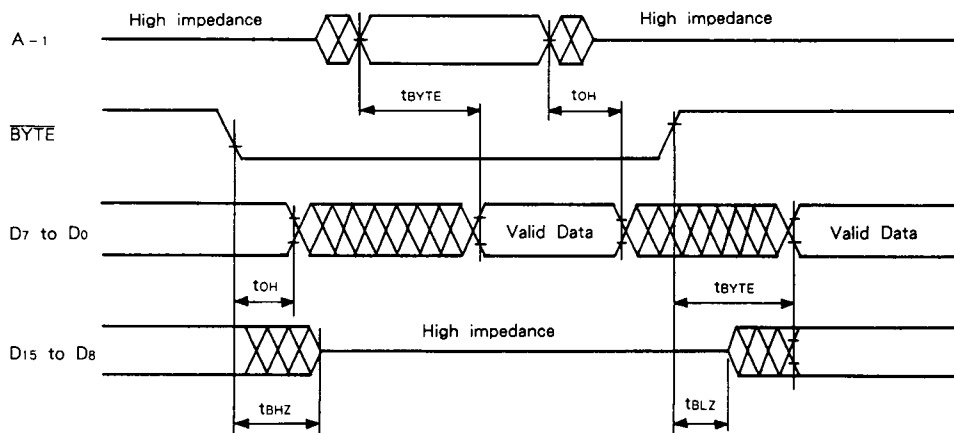 High impedance
High impedance
A-1
tBYTE
tOH
BYTE
D7 to D0
Valid Data
Valid Data
tOH
tBYTE
High impedance
D15 to D8
tBHZ
tBLZ